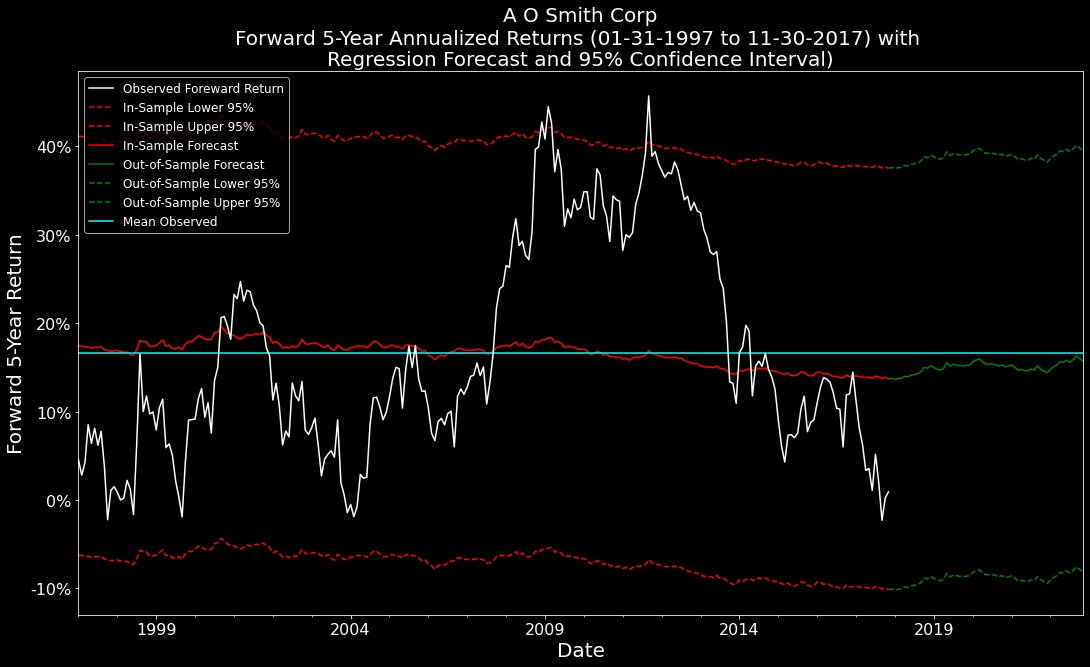 A O Smith Corp
Forward 5-Year Annualized Returns (01-31-1997 to 11-30-2017) with
Regression Forecast and 95% Confidence Interval)
Observed Foreward Return
In-Sample Lower 95%
In-Sample Upper 95%
In-Sample Forecast
Out-of-Sample Forecast
Out-of-Sample Lower 95%
Out-of-Sample Upper 95%
Mean Observed
Forward 5-Year Return
40%
30%
20%
10%
0%
-10%
1999
2004
2009
2014
2019
Date